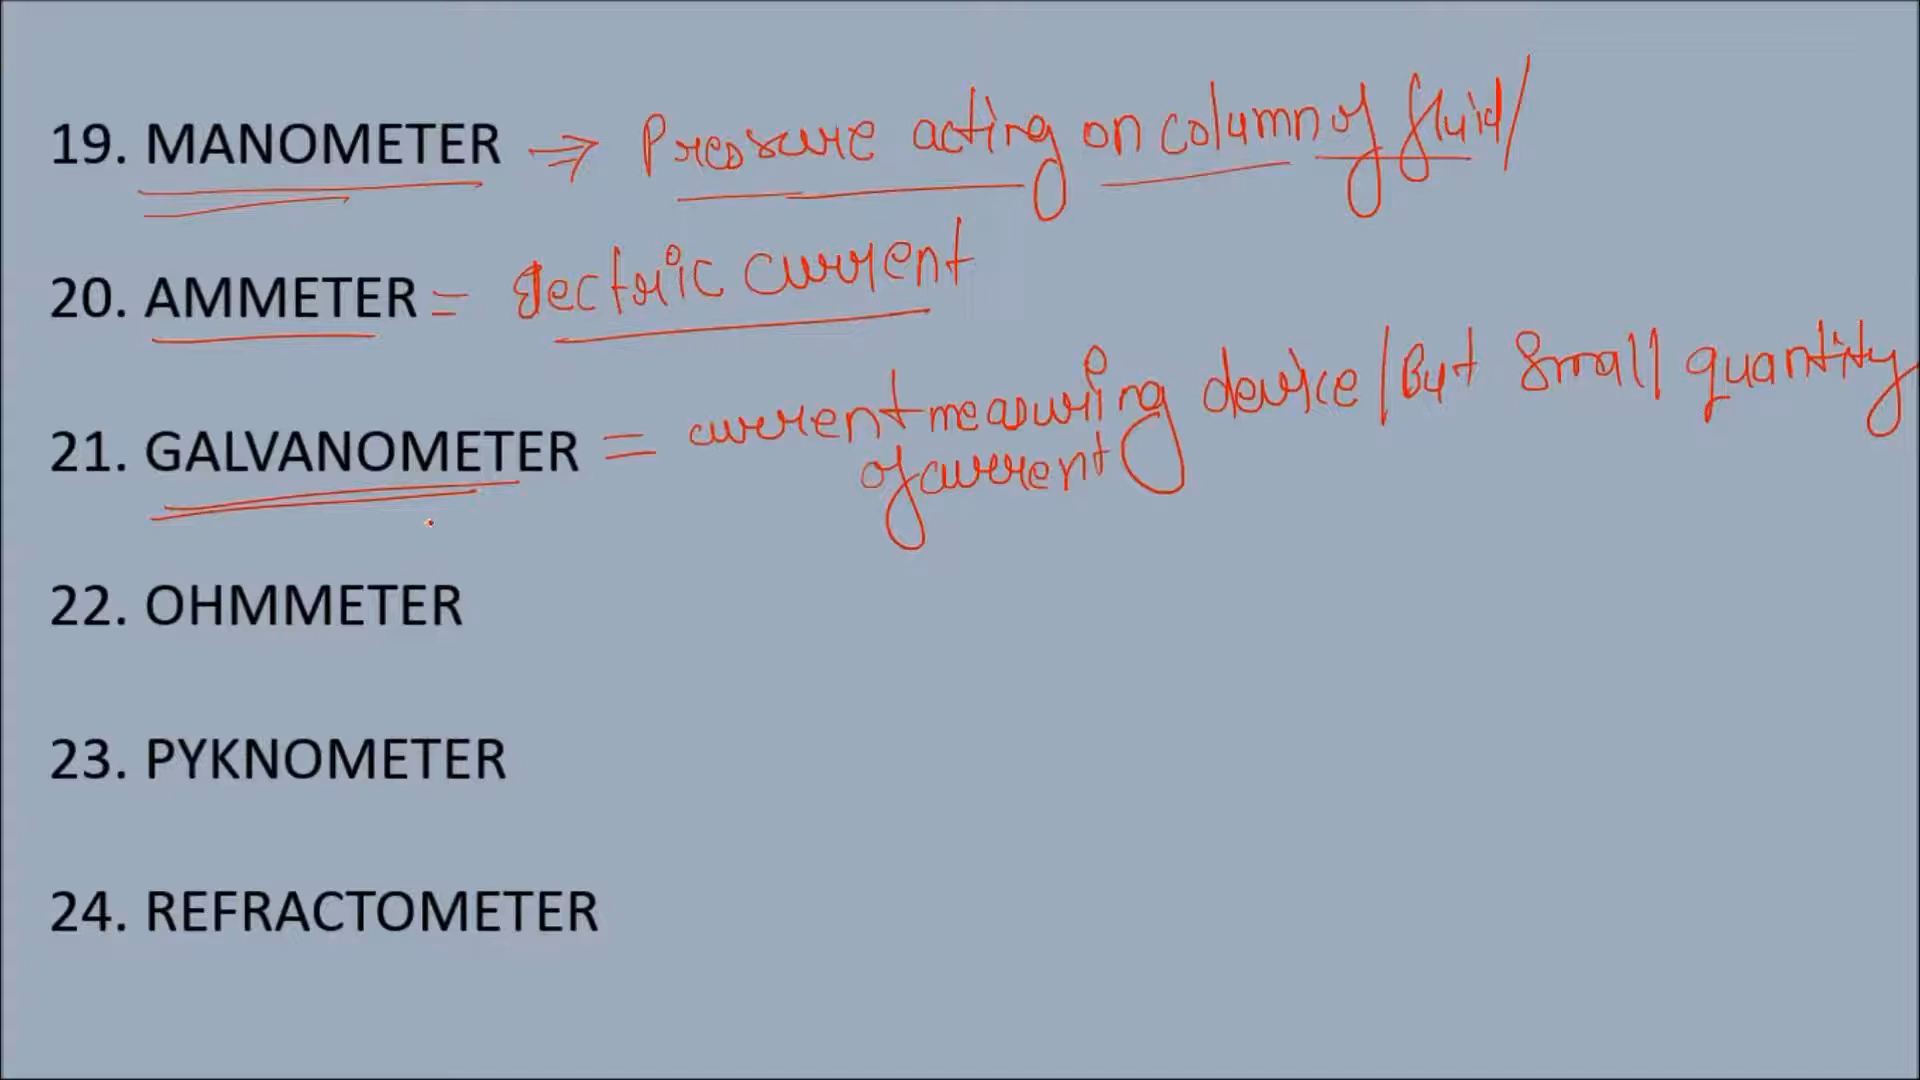 19. MANOMETER ⇒ Pressure acting on column of fluid/
20. AMMETER = electric current
21. GALVANOMETER = current measuring device/But small quantity
of current
22. OHMMETER
23. PYKNOMETER
24. REFRACTOMETER